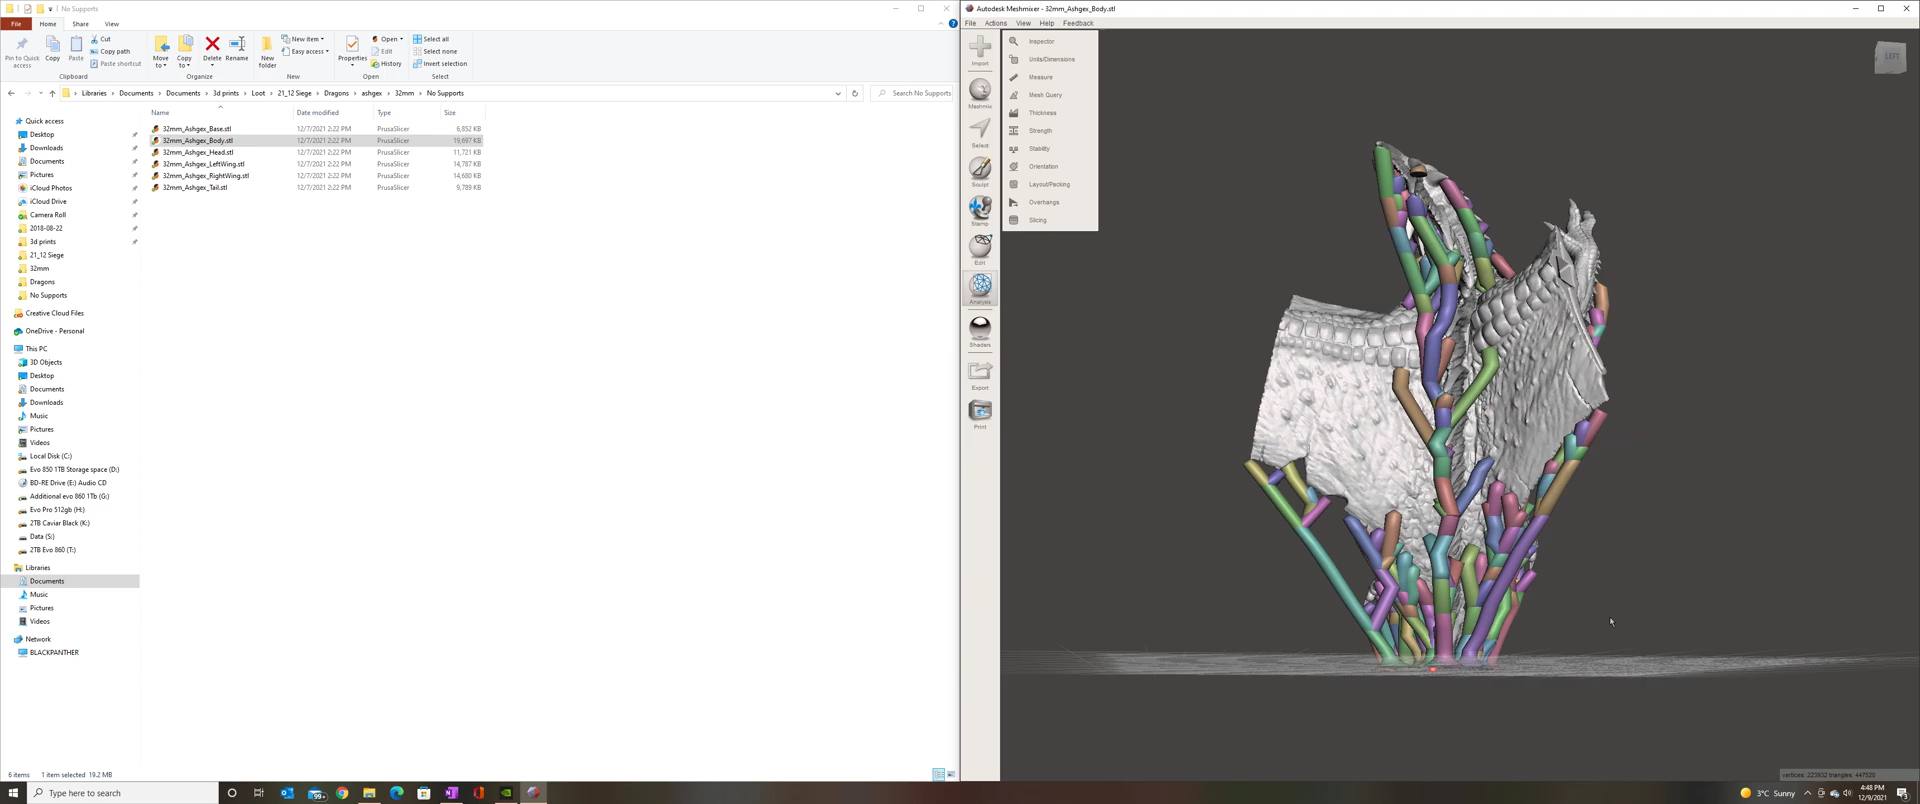 No Supports
File
Home
Share
View
Pin to Quick access
Copy
Paste
Cut
Copy path
Paste shortcut
Clipboard
Move to
Copy to
Delete
Rename
Organize
New folder
New item
Easy access
New
Properties
Open
Edit
History
Open
Select all
Select none
Invert selection
Select
Libraries
Documents
3d prints
Loot
21_12 Siege
Dragons
ashgex
32mm
No Supports
Search No Supports
Name
Date modified
Type
Size
32mm_Ashgex_Base.stl 12/7/2021 2:22 PM PrusaSlicer 6,852 KB
32mm_Ashgex_Body.stl 12/7/2021 2:22 PM PrusaSlicer 19,697 KB
32mm_Ashgex_Head.stl 12/7/2021 2:22 PM PrusaSlicer 11,721 KB
32mm_Ashgex_LeftWing.stl 12/7/2021 2:22 PM PrusaSlicer 14,787 KB
32mm_Ashgex_RightWing.stl 12/7/2021 2:22 PM PrusaSlicer 14,680 KB
32mm_Ashgex_Tail.stl 12/7/2021 2:22 PM PrusaSlicer 9,789 KB
Quick access
Desktop
Downloads
Documents
Pictures
iCloud Photos
iCloud Drive
Camera Roll
2018-08-22
3d prints
21_12 Siege
32mm
Dragons
No Supports
Creative Cloud Files
OneDrive - Personal
This PC
3D Objects
Desktop
Documents
Downloads
Music
Pictures
Videos
Local Disk (C:)
Evo 850 1TB Storage space (D:)
BD-RE Drive (E:) Audio CD
Additional evo 860 1Tb (G:)
Evo Pro 512gb (H:)
2TB Caviar Black (K:)
Data (S:)
2TB Evo 860 (T:)
Libraries
Documents
Music
Pictures
Videos
Network
BLACKPANTHER
6 items 1 item selected 19.2 MB
Autodesk Meshmixer - 32mm_Ashgex_Body.stl
File Actions View Help Feedback
Import
Meshmix
Select
Sculpt
Stamp
Edit
Analysis
Shaders
Export
Print
Inspector
Units/Dimensions
Measure
Mesh Query
Thickness
Strength
Stability
Orientation
Layout/Packing
Overhangs
Slicing
LEFT
vertices: 223932 triangles: 447520
Type here to search
99+
3°C Sunny
4:48 PM
12/9/2021
3